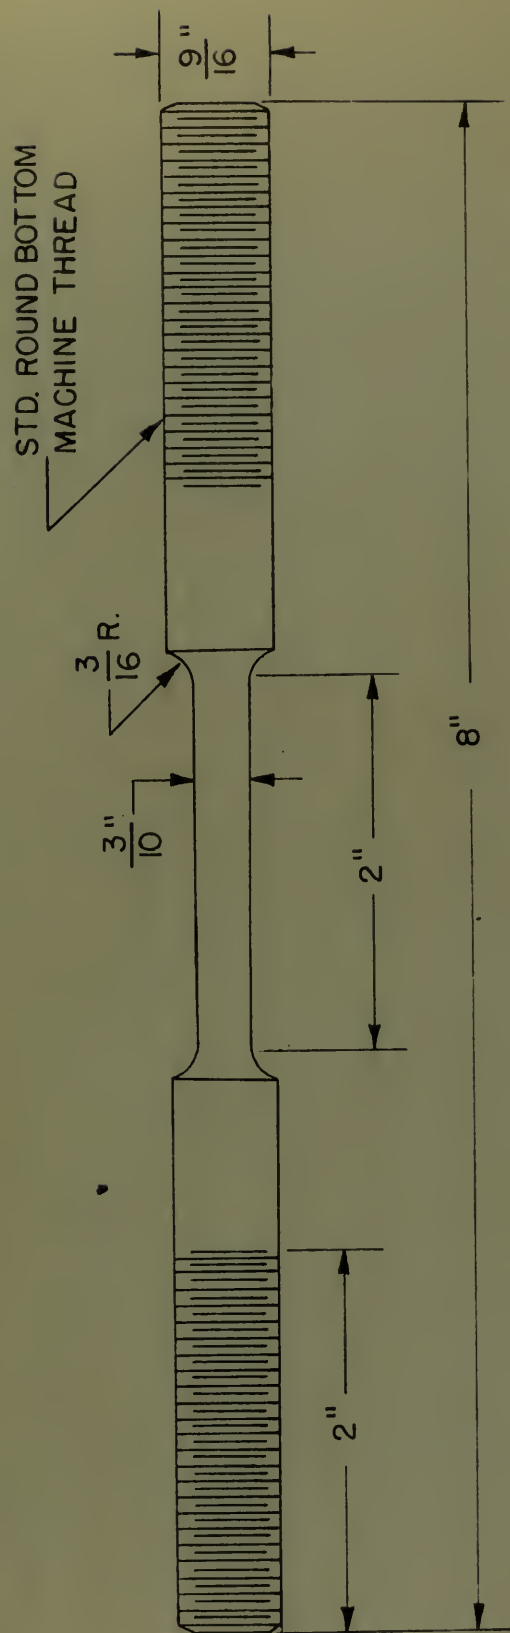 STD. ROUND BOTTOM
MACHINE THREAD
9"
16
3
16 R.
3"
10
2"
2"
8"